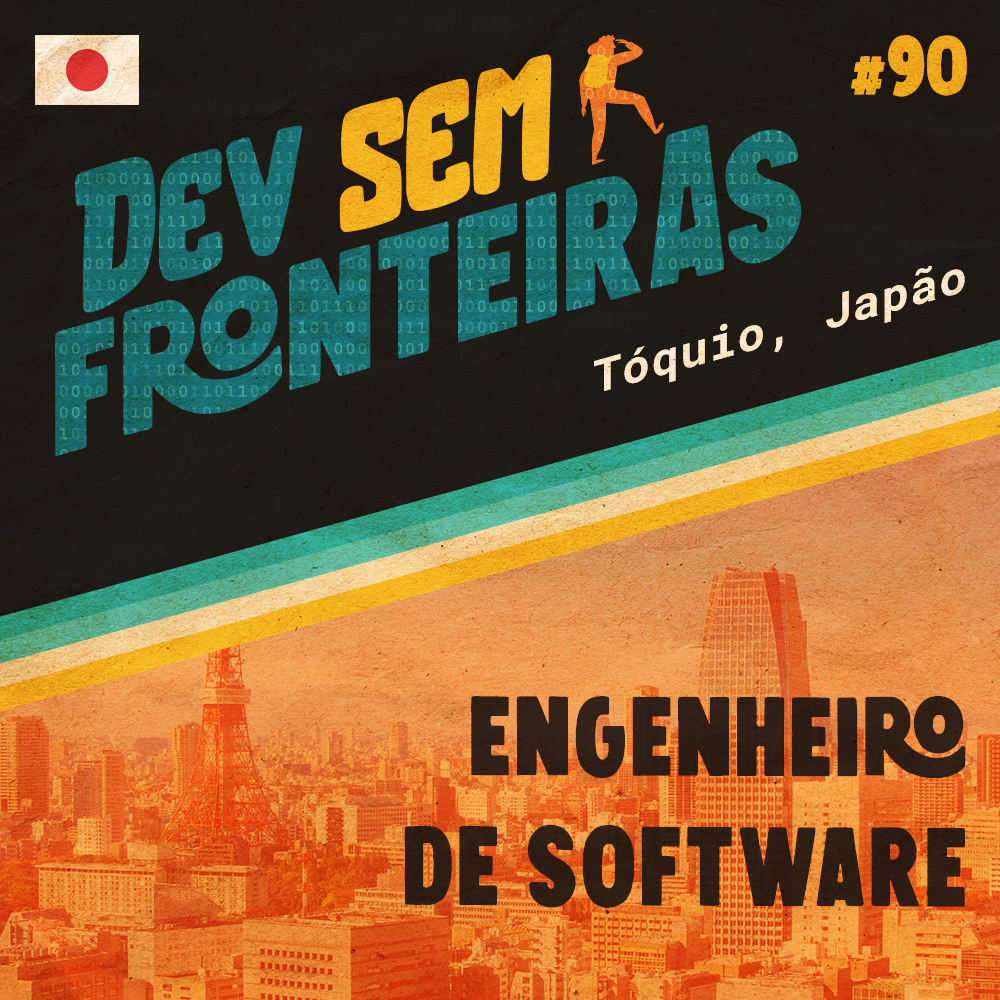 #90
DEV SEM
FRONTEIRAS
Tóquio, Japão
ENGENHEIRO
DE SOFTWARE